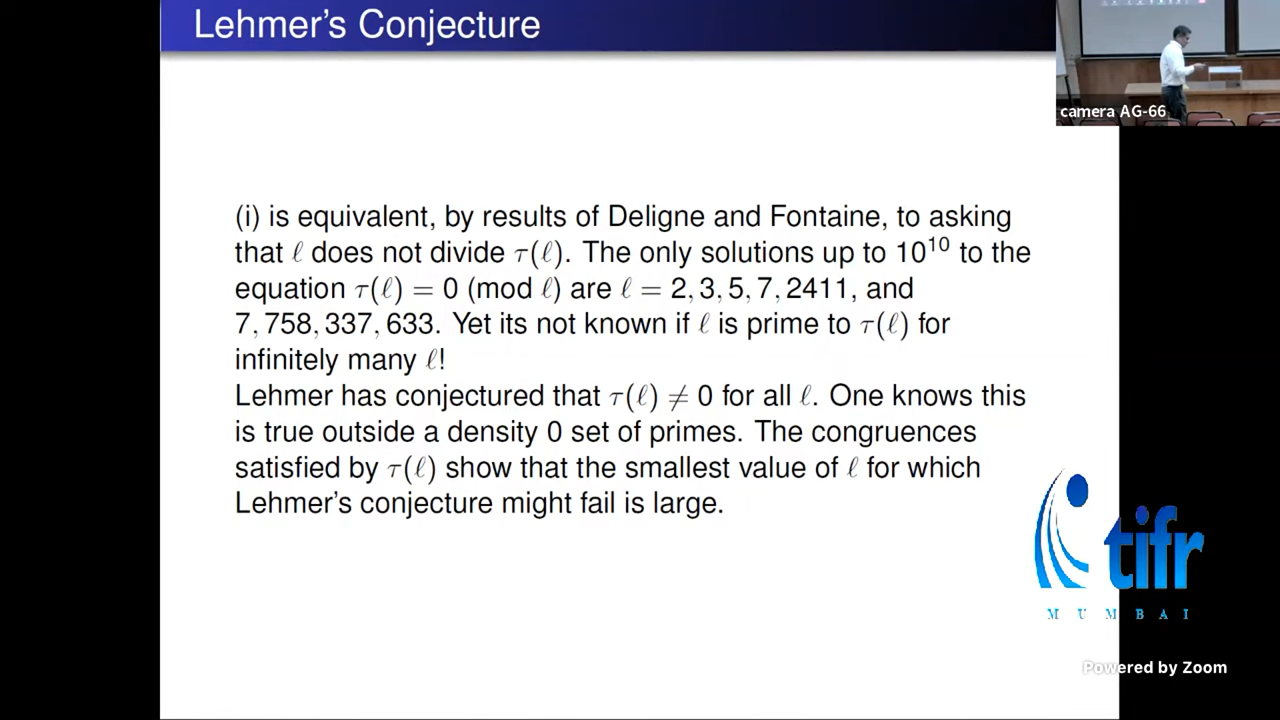 Lehmer's Conjecture
camera AG-66
(i) is equivalent, by results of Deligne and Fontaine, to asking
that ℓ does not divide τ(ℓ). The only solutions up to 10¹⁰ to the
equation τ(ℓ) = 0 (mod ℓ) are ℓ = 2, 3, 5, 7, 2411, and
7, 758, 337, 633. Yet its not known if ℓ is prime to τ(ℓ) for
infinitely many ℓ!
Lehmer has conjectured that τ(ℓ) ≠ 0 for all ℓ. One knows this
is true outside a density 0 set of primes. The congruences
satisfied by τ(ℓ) show that the smallest value of ℓ for which
Lehmer's conjecture might fail is large.
tifr
MUMBAI
Powered by Zoom